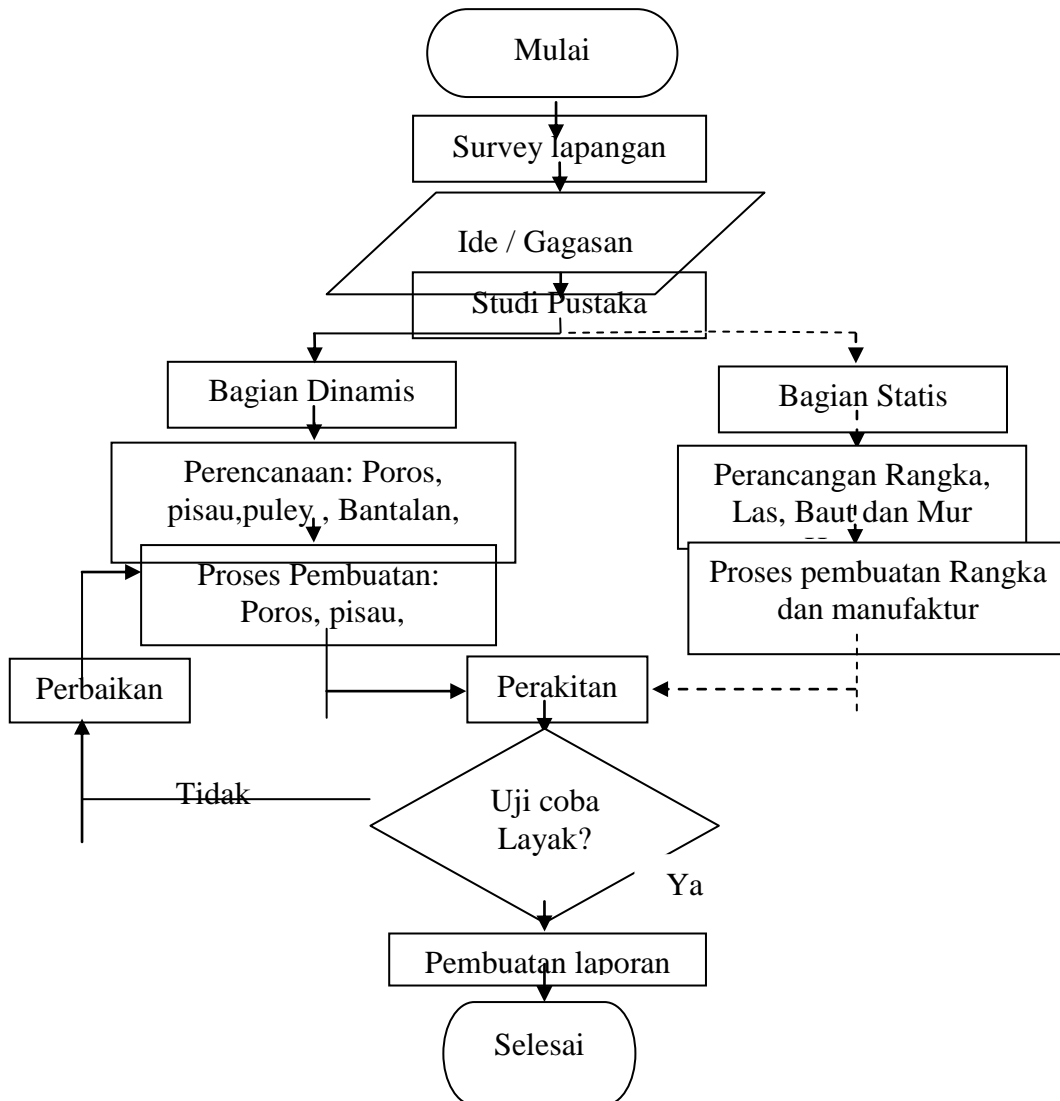 Mulai
Survey lapangan
Ide / Gagasan
Studi Pustaka
Bagian Dinamis
Bagian Statis
Perencanaan: Poros,
pisau,puley , Bantalan,
Perancangan Rangka,
Las, Baut dan Mur
Proses Pembuatan:
Poros, pisau,
Proses pembuatan Rangka
dan manufaktur
Perbaikan
Perakitan
Tidak
Uji coba
Layak?
Ya
Pembuatan laporan
Selesai